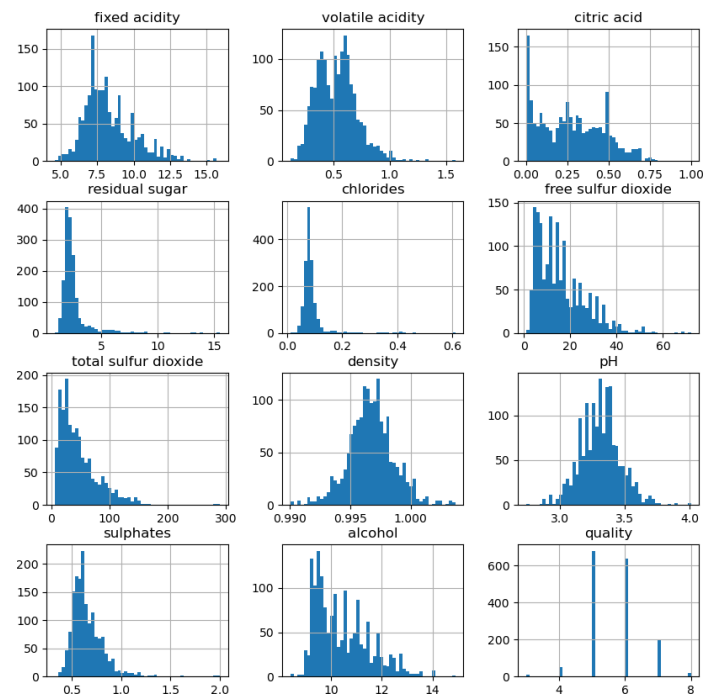 fixed acidity volatile acidity citric acid
150 100 50 0
5.0 7.5 10.0 12.5 15.0
100 50 0
0.5 1.0 1.5
150 100 50 0
0.00 0.25 0.50 0.75 1.00
residual sugar chlorides free sulfur dioxide
400 300 200 100 0
5 10 15
400 200 0
0.0 0.2 0.4 0.6
150 100 50 0
0 20 40 60
total sulfur dioxide density pH
200 150 100 50 0
0 100 200 300
100 50 0
0.990 0.995 1.000
100 50 0
3.0 3.5 4.0
sulphates alcohol quality
200 150 100 50 0
0.5 1.0 1.5 2.0
100 50 0
10 12 14
600 400 200 0
4 6 8